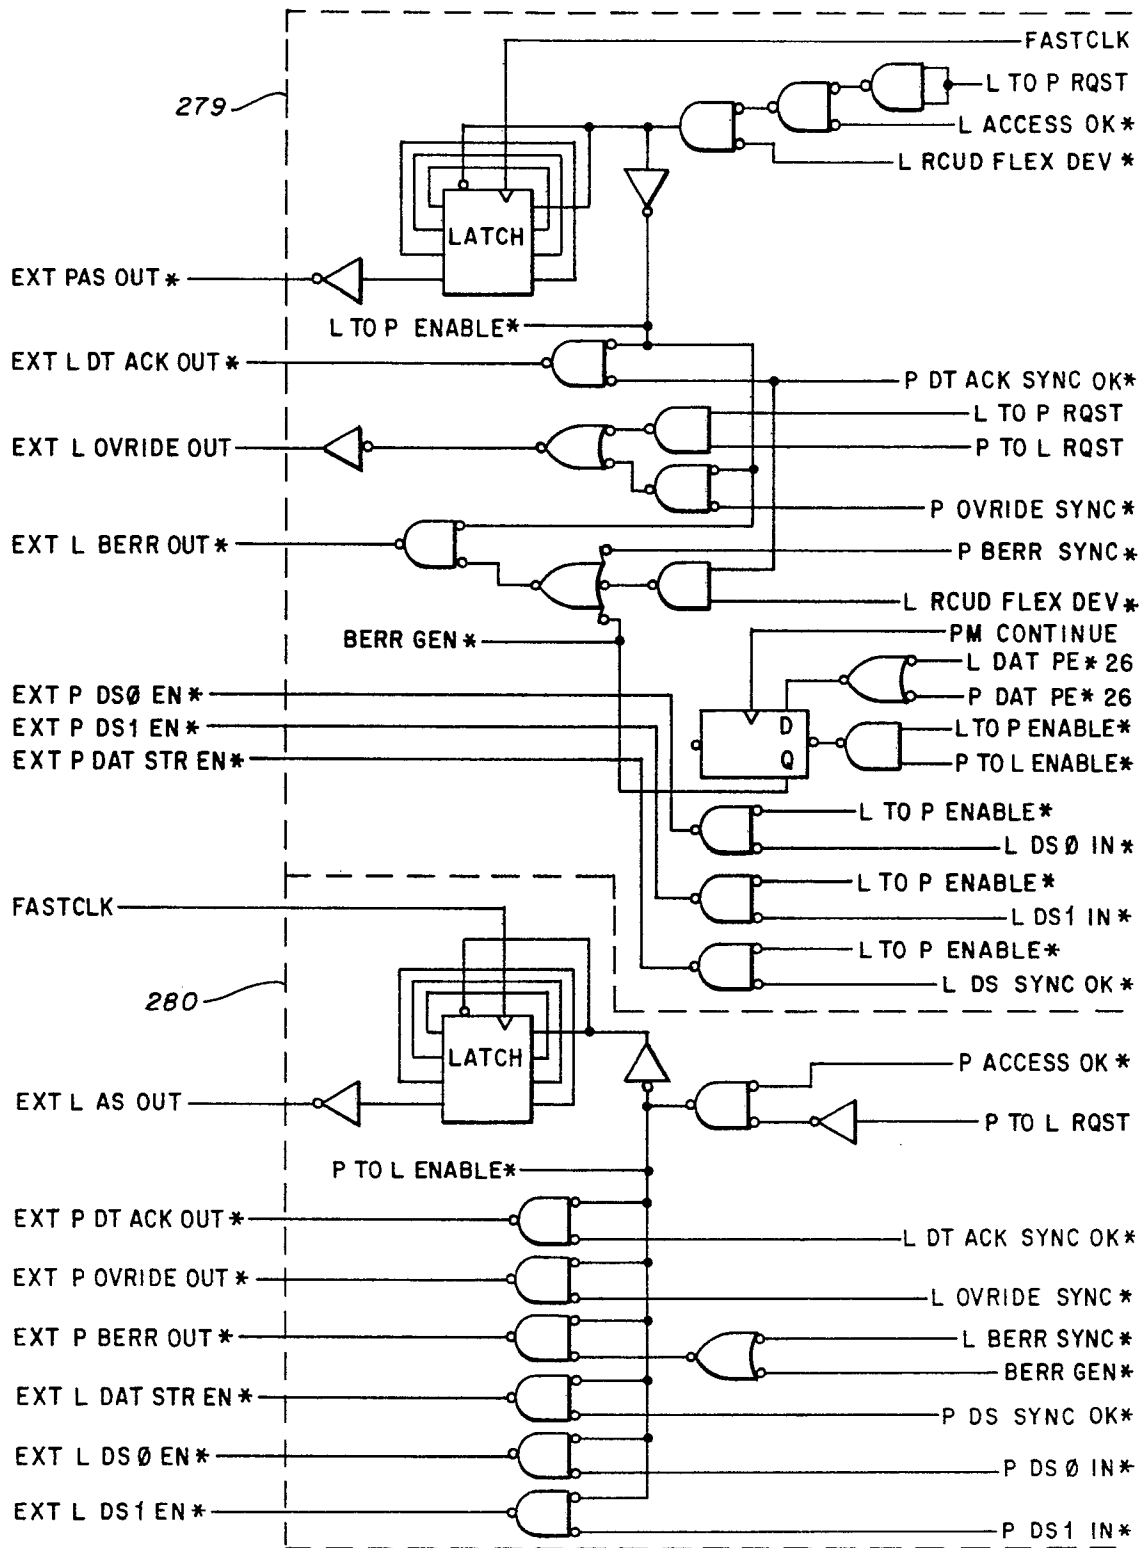 FASTCLK
L TO P RQST
279
L ACCESS OK*
L RCUD FLEX DEV *
LATCH
EXT PAS OUT *
L TO P ENABLE*
EXT L DT ACK OUT *
P DT ACK SYNC OK*
L TO P RQST
EXT L OVRIDE OUT
P TO L RQST
P OVRIDE SYNC *
EXT L BERR OUT *
P BERR SYNC *
L RCUD FLEX DEV *
PM CONTINUE
BERR GEN *
L DAT PE* 26
EXT P DSØ EN *
P DAT PE* 26
EXT P DS1 EN *
D
L TO P ENABLE*
EXT P DAT STR EN*
Q
P TO L ENABLE*
L TO P ENABLE*
L DSØ IN *
L TO P ENABLE*
FASTCLK
L DS1 IN *
L TO P ENABLE*
L DS SYNC OK *
280
LATCH
P ACCESS OK *
EXT L AS OUT
P TO L RQST
P TO L ENABLE*
EXT P DT ACK OUT *
L DT ACK SYNC OK*
EXT P OVRIDE OUT *
L OVRIDE SYNC *
EXT P BERR OUT *
L BERR SYNC *
BERR GEN *
EXT L DAT STR EN*
P DS SYNC OK*
EXT L DSØ EN *
P DSØ IN *
EXT L DS1 EN *
P DS1 IN *